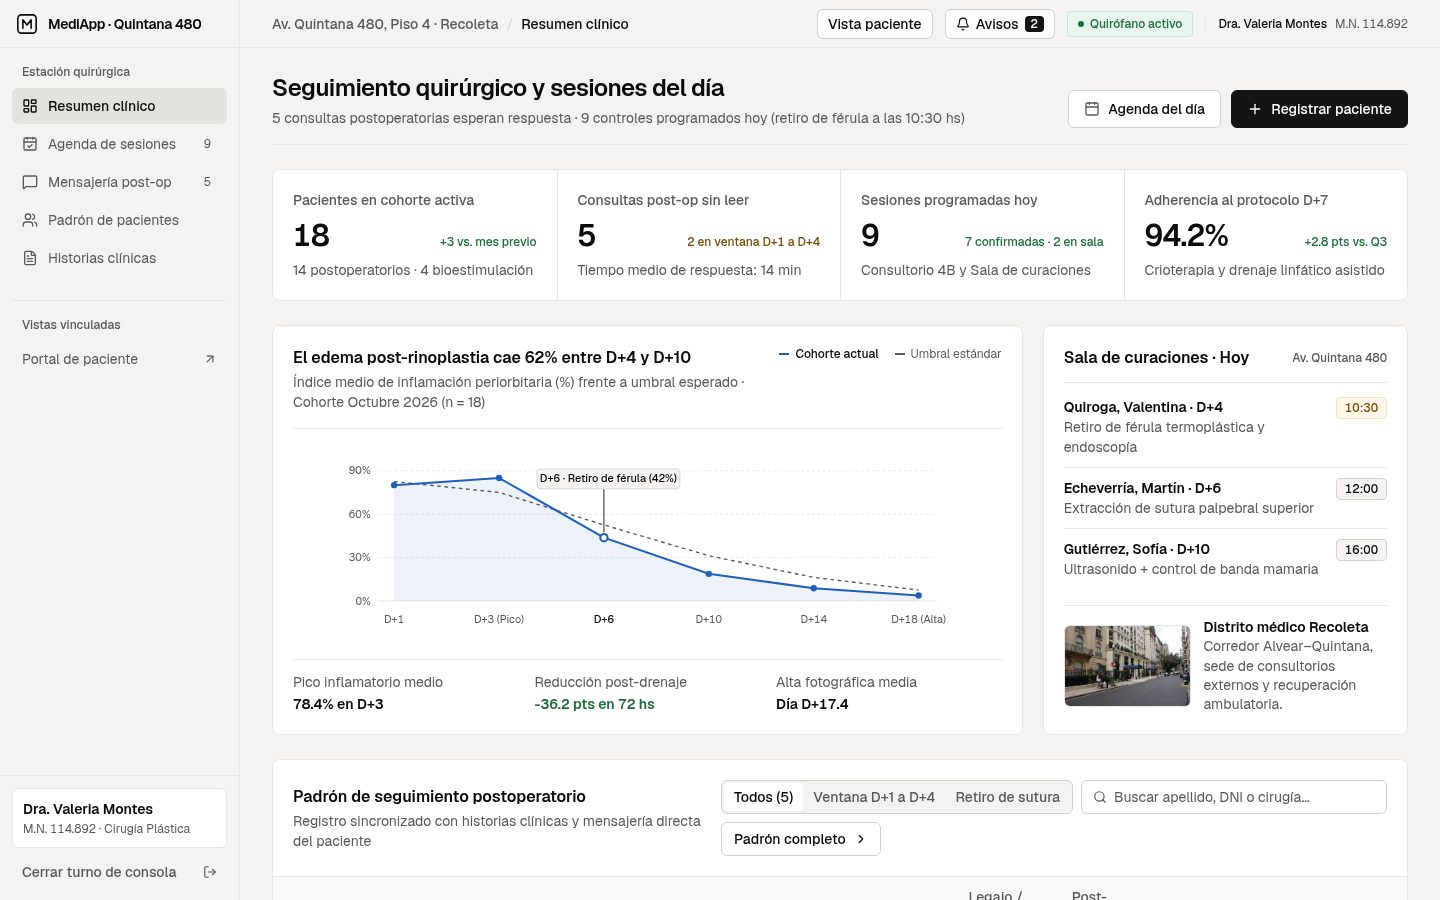 MediApp · Quintana 480
Av. Quintana 480, Piso 4 · Recoleta / Resumen clínico
Vista paciente
Avisos 2
Quirófano activo
Dra. Valeria Montes M.N. 114.892
Estación quirúrgica
Resumen clínico
Agenda de sesiones 9
Mensajería post-op 5
Padrón de pacientes
Historias clínicas
Vistas vinculadas
Portal de paciente
Dra. Valeria Montes
M.N. 114.892 · Cirugía Plástica
Cerrar turno de consola
Seguimiento quirúrgico y sesiones del día
5 consultas postoperatorias esperan respuesta · 9 controles programados hoy (retiro de férula a las 10:30 hs)
Agenda del día
Registrar paciente
Pacientes en cohorte activa
18
+3 vs. mes previo
14 postoperatorios · 4 bioestimulación
Consultas post-op sin leer
5
2 en ventana D+1 a D+4
Tiempo medio de respuesta: 14 min
Sesiones programadas hoy
9
7 confirmadas · 2 en sala
Consultorio 4B y Sala de curaciones
Adherencia al protocolo D+7
94.2%
+2.8 pts vs. Q3
Crioterapia y drenaje linfático asistido
El edema post-rinoplastia cae 62% entre D+4 y D+10
Cohorte actual
Umbral estándar
Índice medio de inflamación periorbitaria (%) frente a umbral esperado ·
Cohorte Octubre 2026 (n = 18)
90%
60%
30%
0%
D+6 · Retiro de férula (42%)
D+1
D+3 (Pico)
D+6
D+10
D+14
D+18 (Alta)
Pico inflamatorio medio
78.4% en D+3
Reducción post-drenaje
-36.2 pts en 72 hs
Alta fotográfica media
Día D+17.4
Sala de curaciones · Hoy
Av. Quintana 480
Quiroga, Valentina · D+4
10:30
Retiro de férula termoplástica y
endoscopía
Echeverría, Martín · D+6
12:00
Extracción de sutura palpebral superior
Gutiérrez, Sofía · D+10
16:00
Ultrasonido + control de banda mamaria
Distrito médico Recoleta
Corredor Alvear–Quintana,
sede de consultorios
externos y recuperación
ambulatoria.
Padrón de seguimiento postoperatorio
Registro sincronizado con historias clínicas y mensajería directa
del paciente
Todos (5)
Ventana D+1 a D+4
Retiro de sutura
Buscar apellido, DNI o cirugía...
Padrón completo
Legajo /
Post-